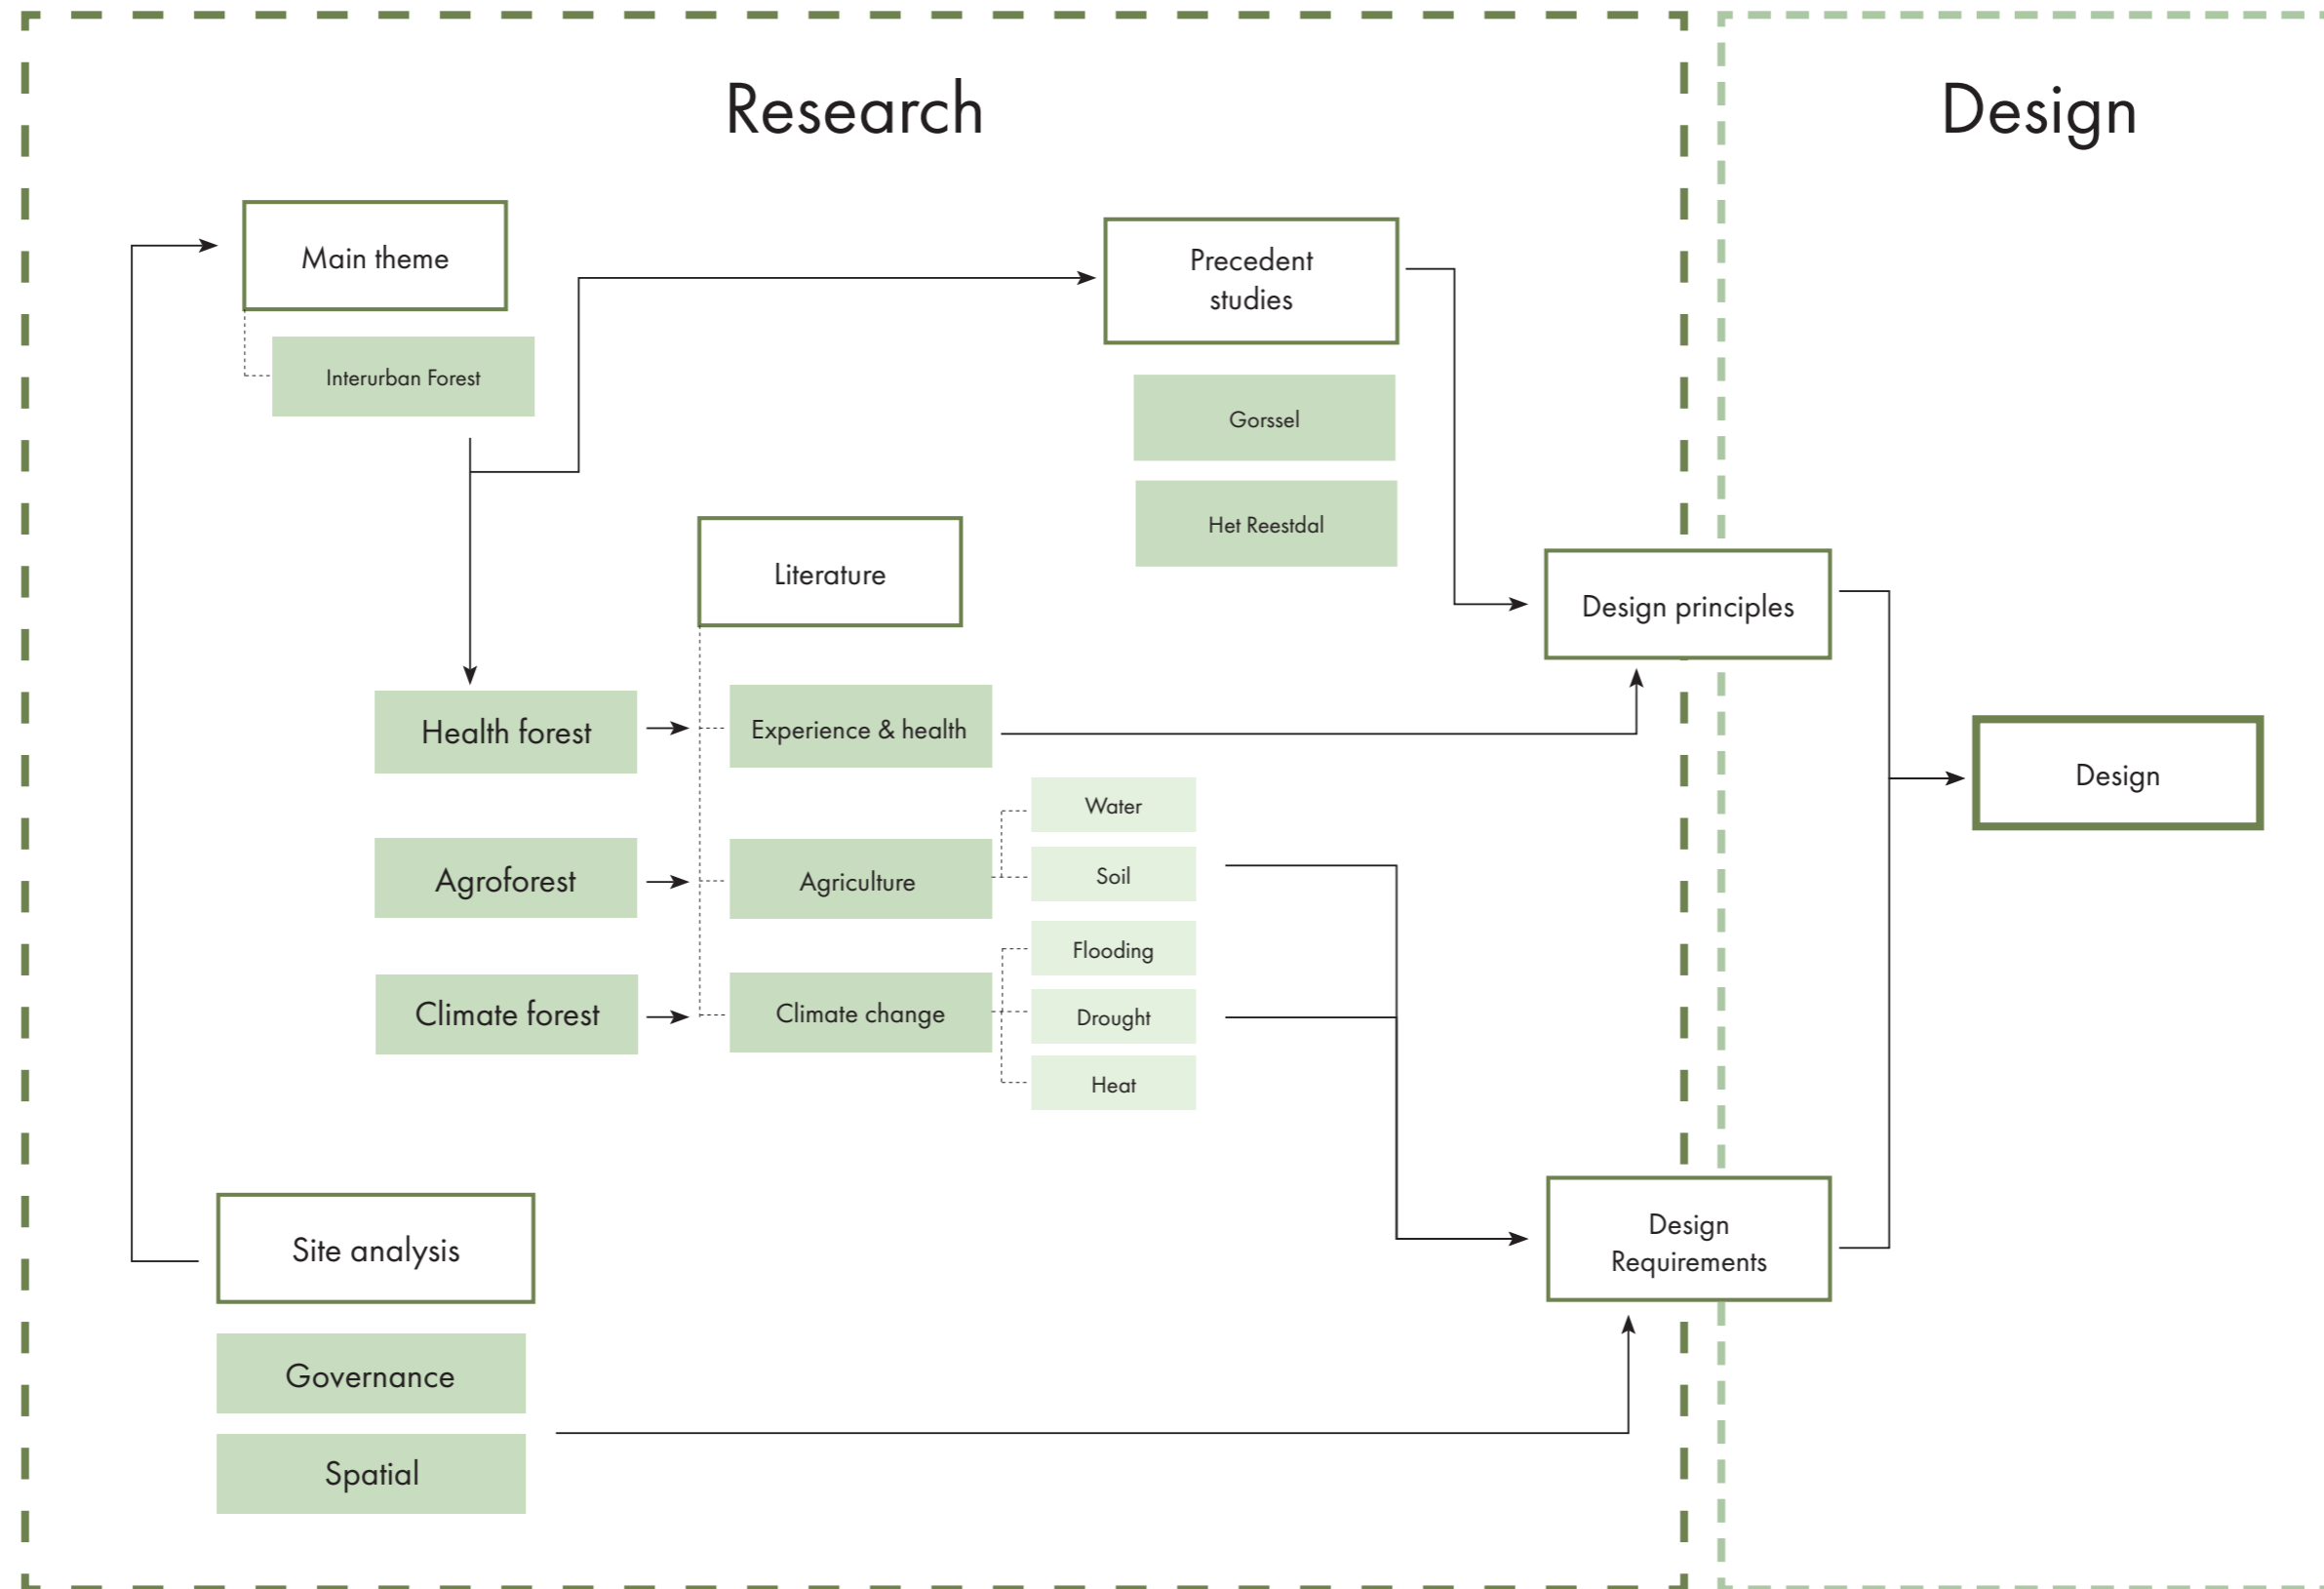 Research
Design
Main theme
Interurban Forest
Precedent
studies
Gorssel
Het Reestdal
Literature
Design principles
Health forest
Experience & health
Water
Agroforest
Agriculture
Soil
Flooding
Climate forest
Climate change
Drought
Heat
Design
Site analysis
Governance
Spatial
Design
Requirements